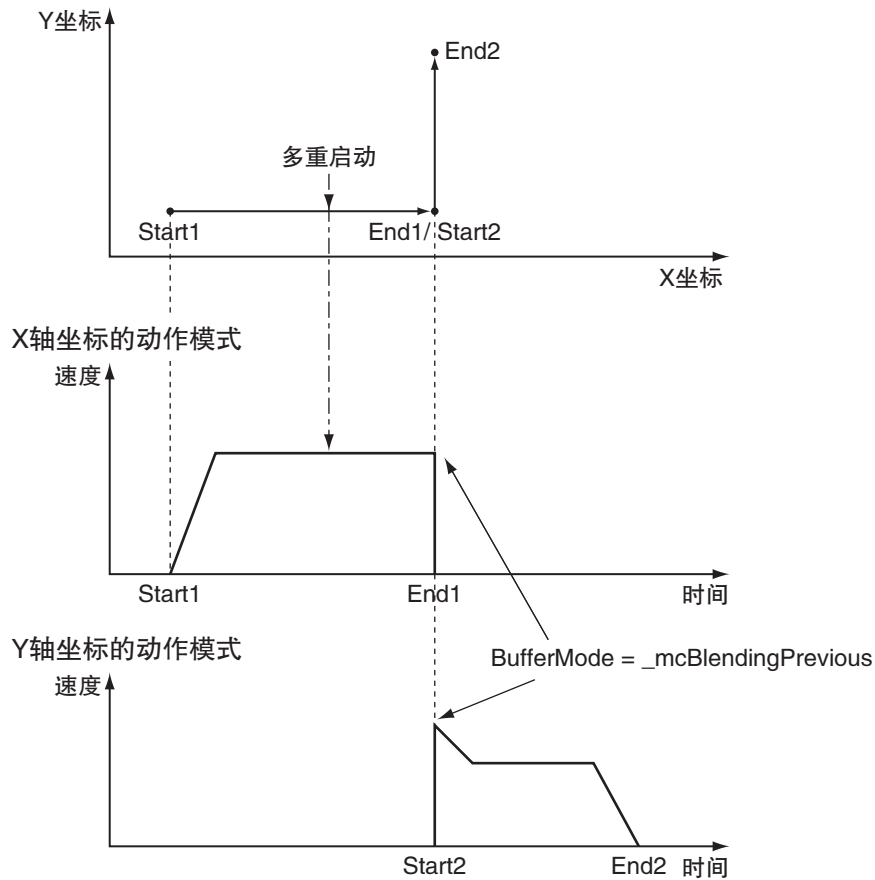 Y坐标
End2
多重启动
Start1
End1/ Start2
X坐标
X轴坐标的动作模式
速度
Start1
End1
时间
Y轴坐标的动作模式
速度
BufferMode = _mcBlendingPrevious
Start2
End2
时间